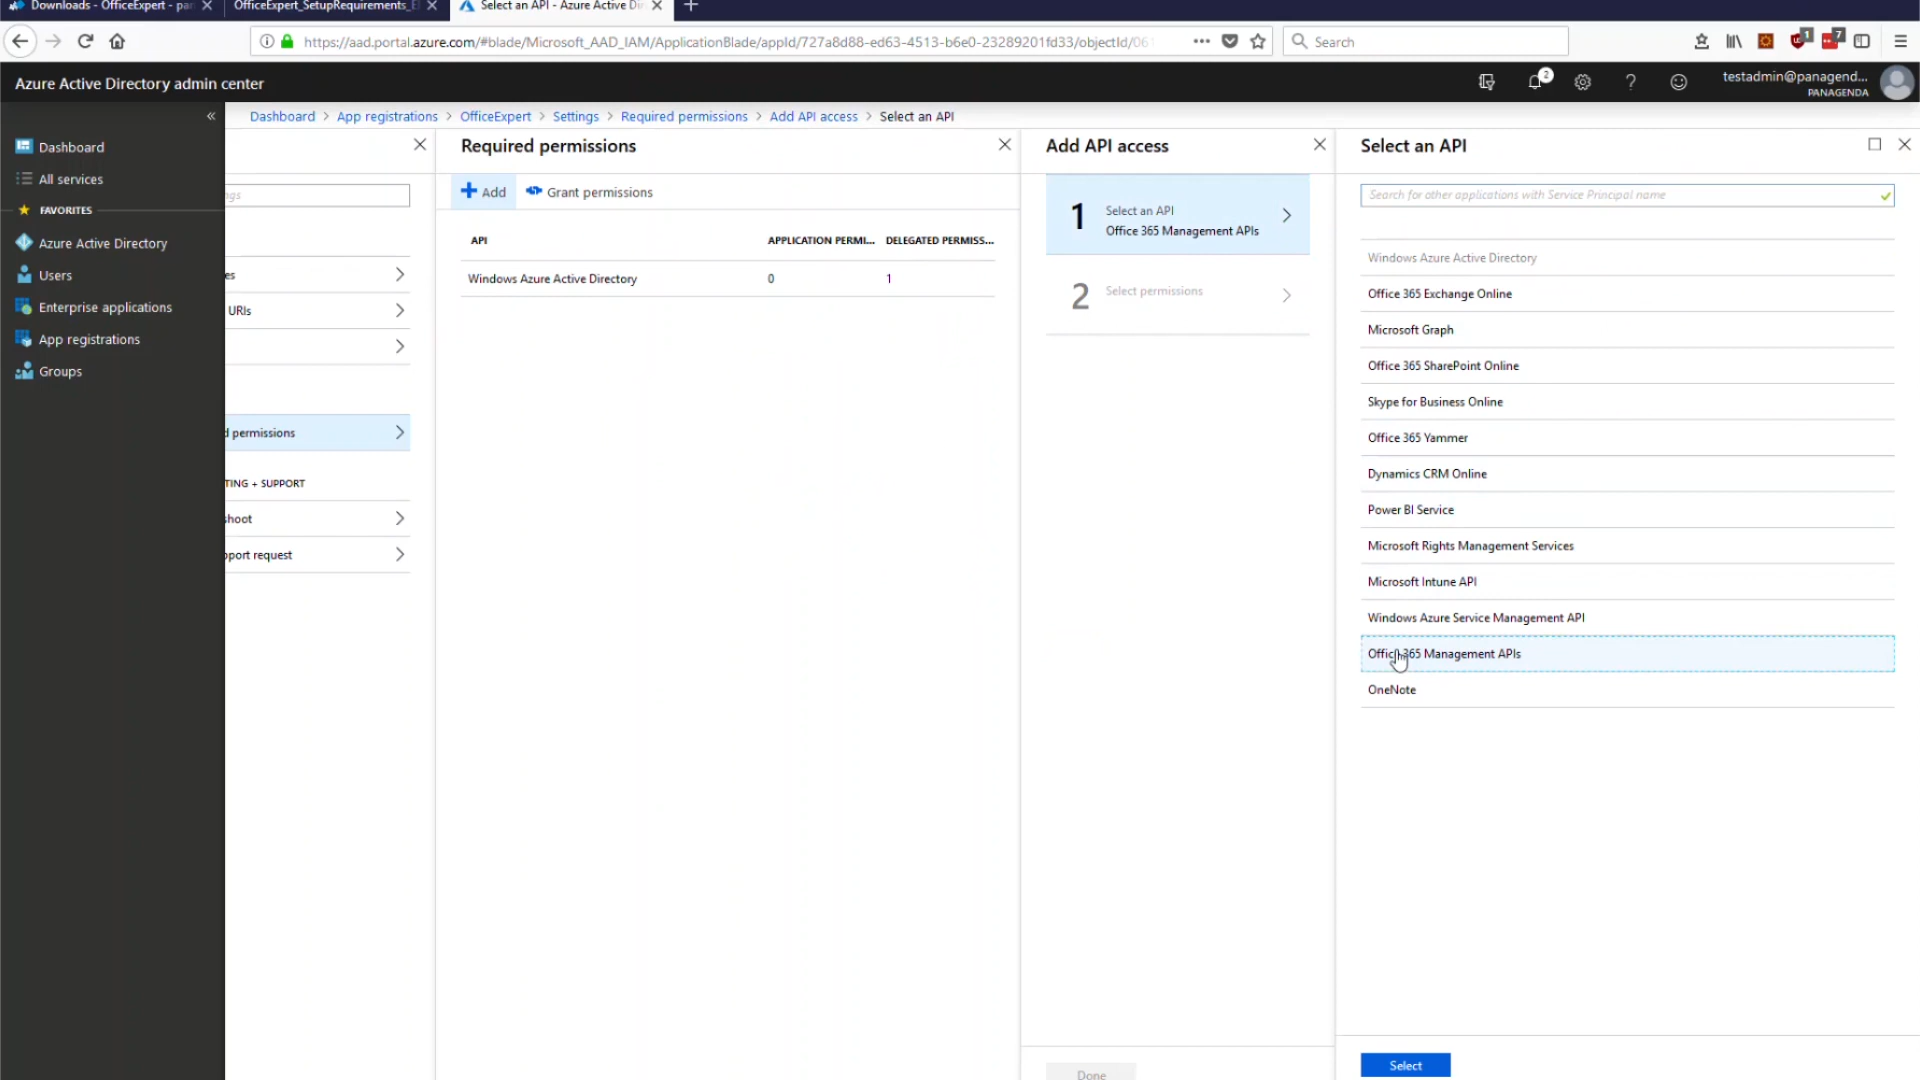 Downloads - OfficeExpert - pan
OfficeExpert_SetupRequirements_E
Select an API - Azure Active Di
https://aad.portal.azure.com/#blade/Microsoft_AAD_IAM/ApplicationBlade/appId/727a8d88-ed63-4513-b6e0-23289201fd33/objectId/061
Search
1
7
Azure Active Directory admin center
2
testadmin@panagend...
PANAGENDA
Dashboard > App registrations > OfficeExpert > Settings > Required permissions > Add API access > Select an API
Dashboard
All services
FAVORITES
Azure Active Directory
Users
Enterprise applications
App registrations
Groups
ngs
es
URIs
d permissions
TING + SUPPORT
shoot
pport request
Required permissions
Add
Grant permissions
API
APPLICATION PERMI...
DELEGATED PERMISS...
Windows Azure Active Directory
0
1
Add API access
1
Select an API
Office 365 Management APIs
2
Select permissions
Done
Select an API
Search for other applications with Service Principal name
Windows Azure Active Directory
Office 365 Exchange Online
Microsoft Graph
Office 365 SharePoint Online
Skype for Business Online
Office 365 Yammer
Dynamics CRM Online
Power BI Service
Microsoft Rights Management Services
Microsoft Intune API
Windows Azure Service Management API
Office 365 Management APIs
OneNote
Select